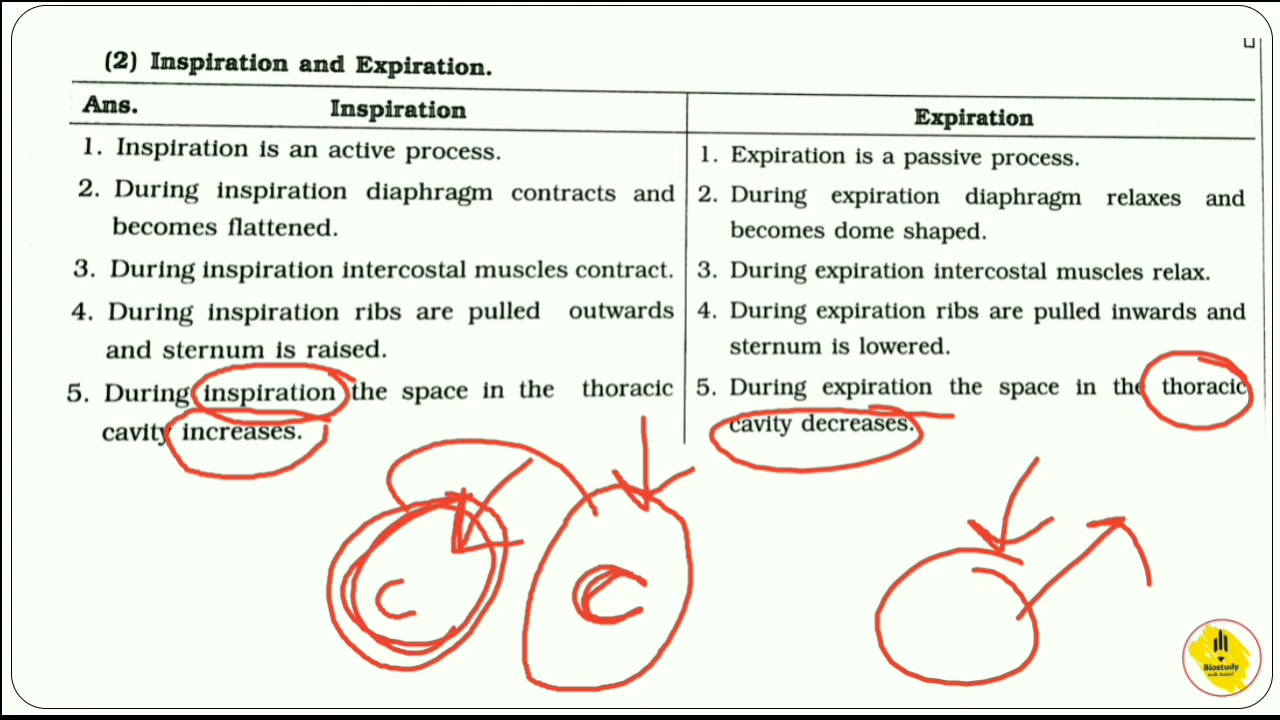 (2) Inspiration and Expiration.
Ans. Inspiration
Expiration
1. Inspiration is an active process.
2. During inspiration diaphragm contracts and
becomes flattened.
3. During inspiration intercostal muscles contract.
4. During inspiration ribs are pulled outwards
and sternum is raised.
5. During inspiration the space in the thoracic
cavity increases.
1. Expiration is a passive process.
2. During expiration diaphragm relaxes and
becomes dome shaped.
3. During expiration intercostal muscles relax.
4. During expiration ribs are pulled inwards and
sternum is lowered.
5. During expiration the space in the thoracic
cavity decreases.
C
C
Biostudy